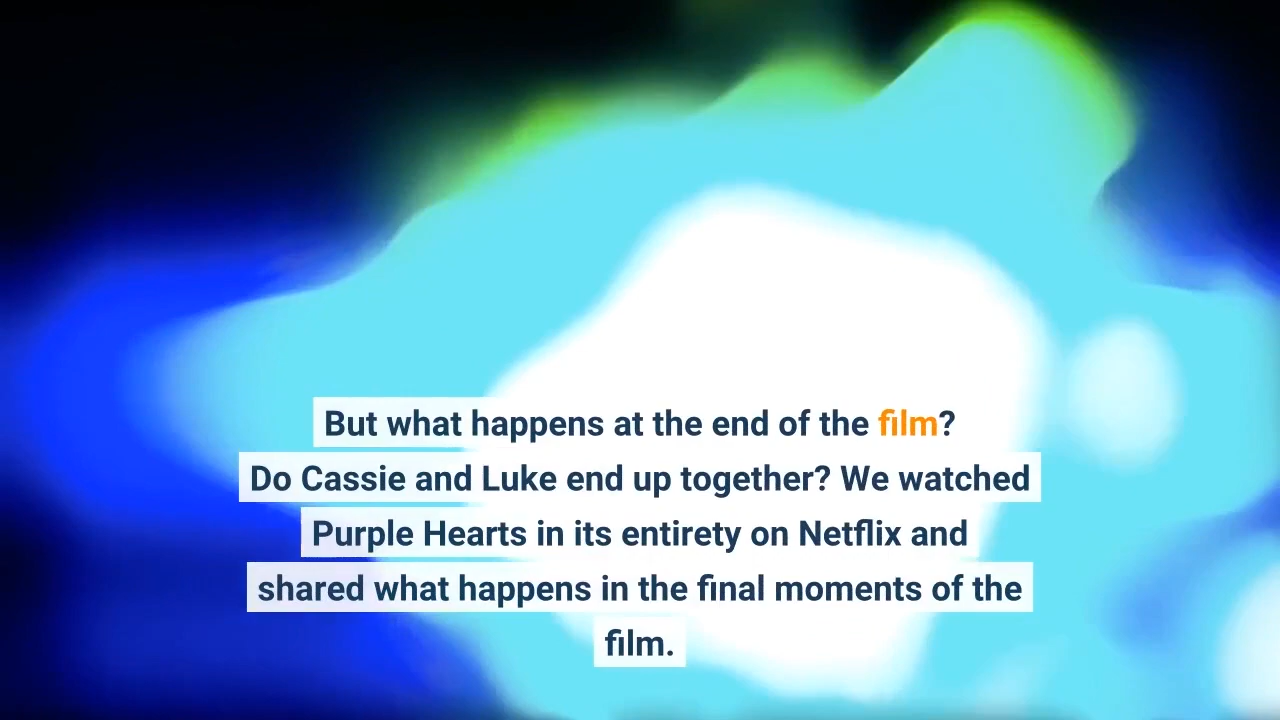 But what happens at the end of the film?
Do Cassie and Luke end up together? We watched
Purple Hearts in its entirety on Netflix and
shared what happens in the final moments of the
film.